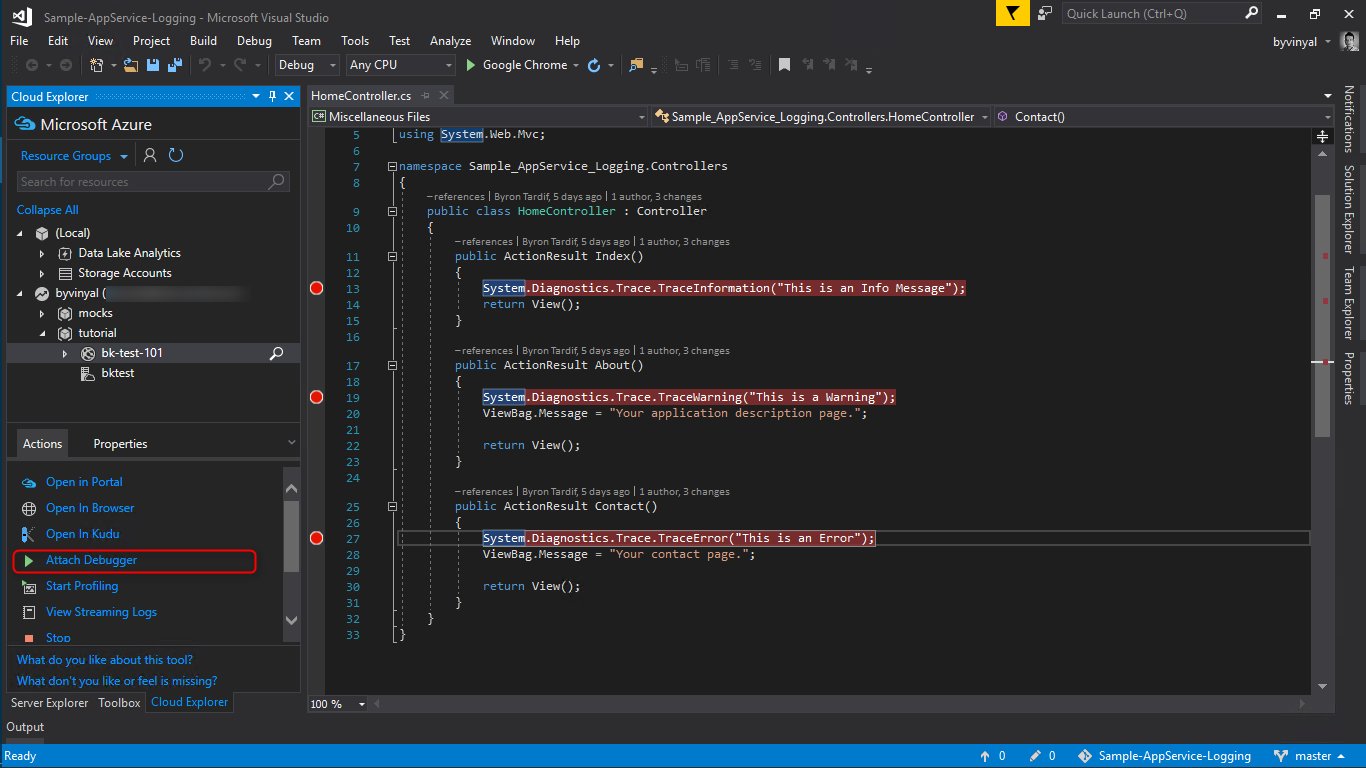 Sample-AppService-Logging - Microsoft Visual Studio
Quick Launch (Ctrl+Q)
File Edit View Project Build Debug Team Tools Test Analyze Window Help
byvinyal
Debug Any CPU Google Chrome
Cloud Explorer
Microsoft Azure
Resource Groups
Search for resources
Collapse All
(Local)
Data Lake Analytics
Storage Accounts
byvinyal (
mocks
tutorial
bk-test-101
bktest
Actions Properties
Open in Portal
Open In Browser
Open In Kudu
Attach Debugger
Start Profiling
View Streaming Logs
Stop
What do you like about this tool?
What don't you like or feel is missing?
Server Explorer Toolbox Cloud Explorer
HomeController.cs
Miscellaneous Files Sample_AppService_Logging.Controllers.HomeController Contact()
5 using System.Web.Mvc;
6
7 namespace Sample_AppService_Logging.Controllers
8 {
–references | Byron Tardif, 5 days ago | 1 author, 3 changes
9 public class HomeController : Controller
10 {
–references | Byron Tardif, 5 days ago | 1 author, 3 changes
11 public ActionResult Index()
12 {
13 System.Diagnostics.Trace.TraceInformation("This is an Info Message");
14 return View();
15 }
16
–references | Byron Tardif, 5 days ago | 1 author, 3 changes
17 public ActionResult About()
18 {
19 System.Diagnostics.Trace.TraceWarning("This is a Warning");
20 ViewBag.Message = "Your application description page.";
21
22 return View();
23 }
24
–references | Byron Tardif, 5 days ago | 1 author, 3 changes
25 public ActionResult Contact()
26 {
27 System.Diagnostics.Trace.TraceError("This is an Error");
28 ViewBag.Message = "Your contact page.";
29
30 return View();
31 }
32 }
33 }
100 %
Notifications
Solution Explorer
Team Explorer
Properties
Output
Ready
0 0 Sample-AppService-Logging master